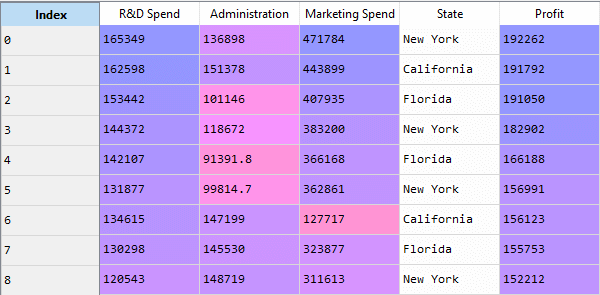 Index R&D Spend Administration Marketing Spend State Profit
0 165349 136898 471784 New York 192262
1 162598 151378 443899 California 191792
2 153442 101146 407935 Florida 191050
3 144372 118672 383200 New York 182902
4 142107 91391.8 366168 Florida 166188
5 131877 99814.7 362861 New York 156991
6 134615 147199 127717 California 156123
7 130298 145530 323877 Florida 155753
8 120543 148719 311613 New York 152212